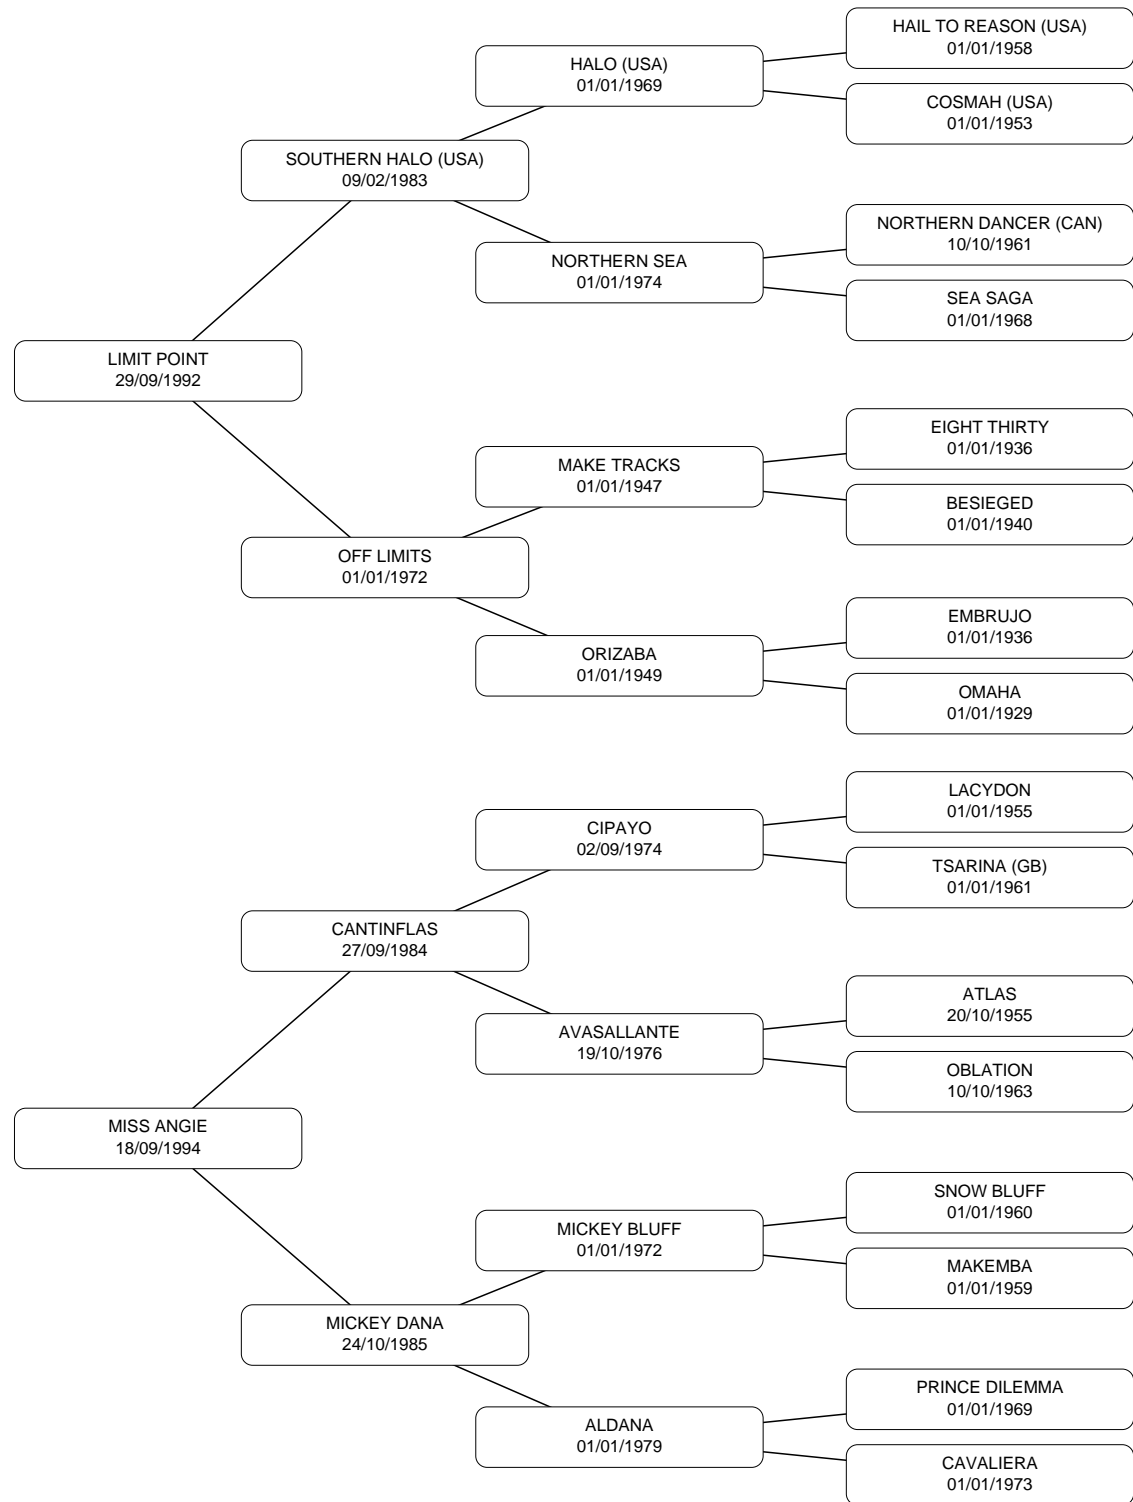 HAIL TO REASON (USA)
01/01/1958
HALO (USA)
01/01/1969
COSMAH (USA)
01/01/1953
SOUTHERN HALO (USA)
09/02/1983
NORTHERN DANCER (CAN)
10/10/1961
NORTHERN SEA
01/01/1974
SEA SAGA
01/01/1968
LIMIT POINT
29/09/1992
EIGHT THIRTY
01/01/1936
MAKE TRACKS
01/01/1947
BESIEGED
01/01/1940
OFF LIMITS
01/01/1972
EMBRUJO
01/01/1936
ORIZABA
01/01/1949
OMAHA
01/01/1929
LACYDON
01/01/1955
CIPAYO
02/09/1974
TSARINA (GB)
01/01/1961
CANTINFLAS
27/09/1984
ATLAS
20/10/1955
AVASALLANTE
19/10/1976
OBLATION
10/10/1963
MISS ANGIE
18/09/1994
SNOW BLUFF
01/01/1960
MICKEY BLUFF
01/01/1972
MAKEMBA
01/01/1959
MICKEY DANA
24/10/1985
PRINCE DILEMMA
01/01/1969
ALDANA
01/01/1979
CAVALIERA
01/01/1973